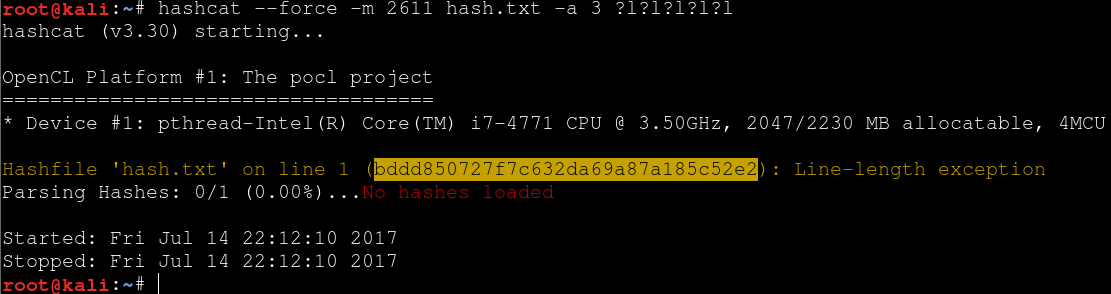 root@kali:~# hashcat --force -m 2611 hash.txt -a 3 ?l?l?l?l?l
hashcat (v3.30) starting...
OpenCL Platform #1: The pocl project
====================================
* Device #1: pthread-Intel(R) Core(TM) i7-4771 CPU @ 3.50GHz, 2047/2230 MB allocatable, 4MCU
Hashfile 'hash.txt' on line 1 (bddd850727f7c632da69a87a185c52e2): Line-length exception
Parsing Hashes: 0/1 (0.00%)...No hashes loaded
Started: Fri Jul 14 22:12:10 2017
Stopped: Fri Jul 14 22:12:10 2017
root@kali:~#